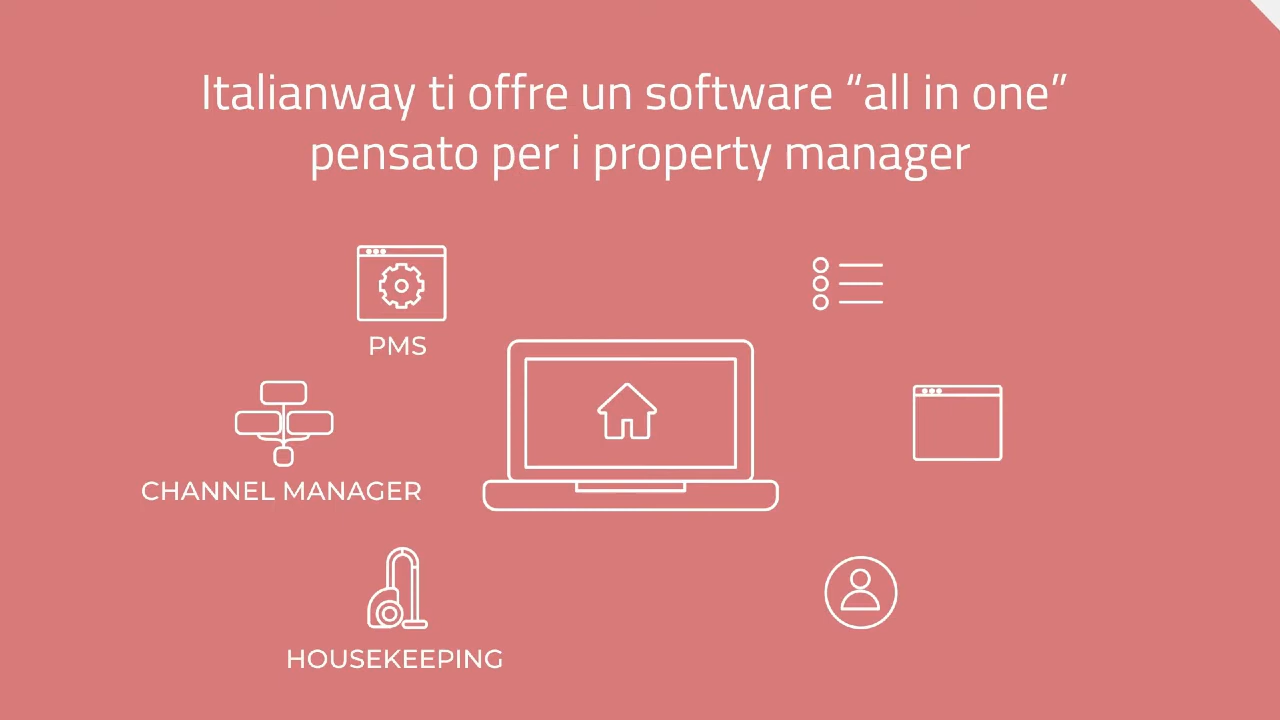 Italianway ti offre un software “all in one”
pensato per i property manager
PMS
CHANNEL MANAGER
HOUSEKEEPING